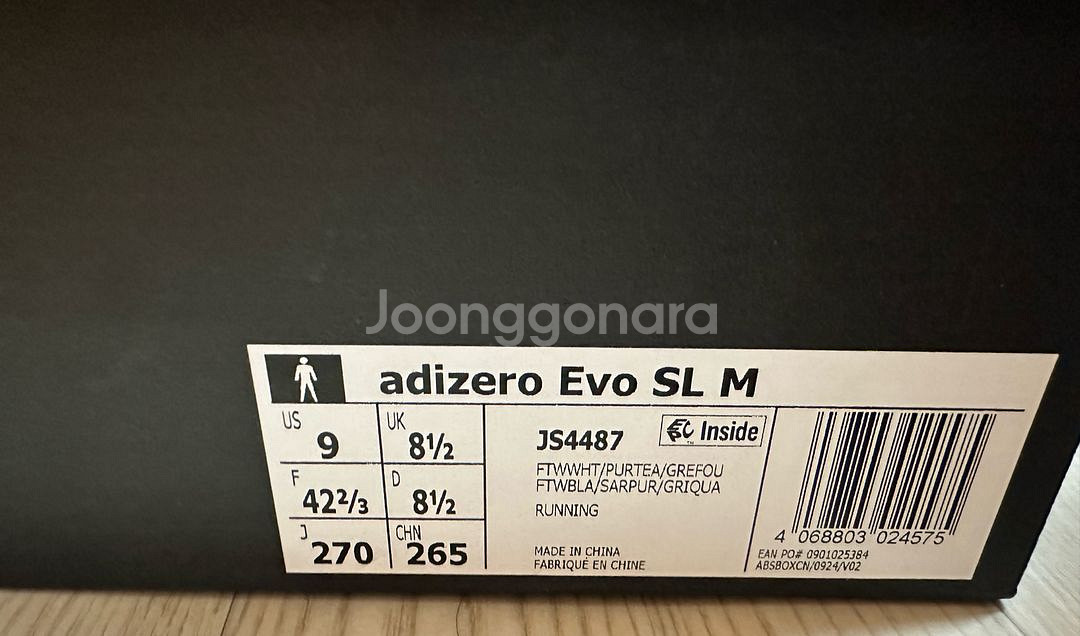 Joonggonara
adizero Evo SL M
US 9 UK 8½
F 42⅔ D 8½
J 270 CHN 265
JS4487
Inside
FTWWHT/PURTEA/GREFOU
FTWBLA/SARPUR/GRIQUA
RUNNING
MADE IN CHINA
FABRIQUÉ EN CHINE
4 068803 024575
EAN PO# 0901025384
ABSBOXCN/0924/V02